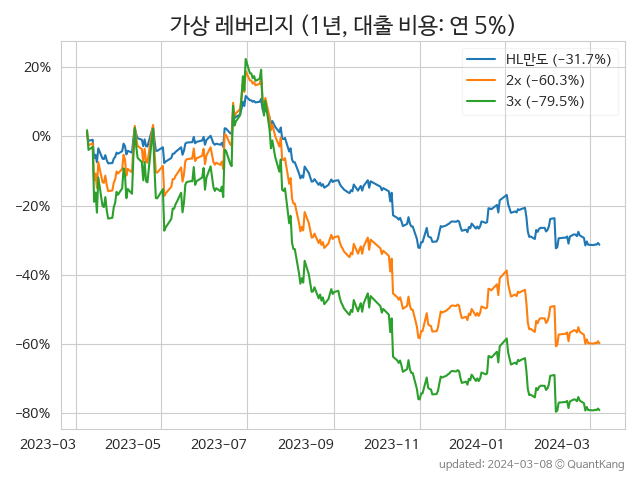 가상 레버리지 (1년, 대출 비용: 연 5%)
HL만도 (−31.7%)
2x (−60.3%)
3x (−79.5%)
20%
0%
−20%
−40%
−60%
−80%
2023-03 2023-05 2023-07 2023-09 2023-11 2024-01 2024-03
updated: 2024-03-08 © QuantKang